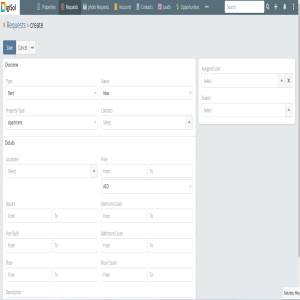 Properties Requests photo Requests Accounts Contacts Leads Opportunities Search
Requests › create
Save Cancel
Overview
Type Status
Rent New
Property Type Contacts
Apartment Select
Assigned User
Select
Teams
Select
Details
Locations Price
Select From To
AED
Square Bedroom Count
From To From To
Year Built Bathroom Count
From To From To
Floor Floor Count
From To From To
Description